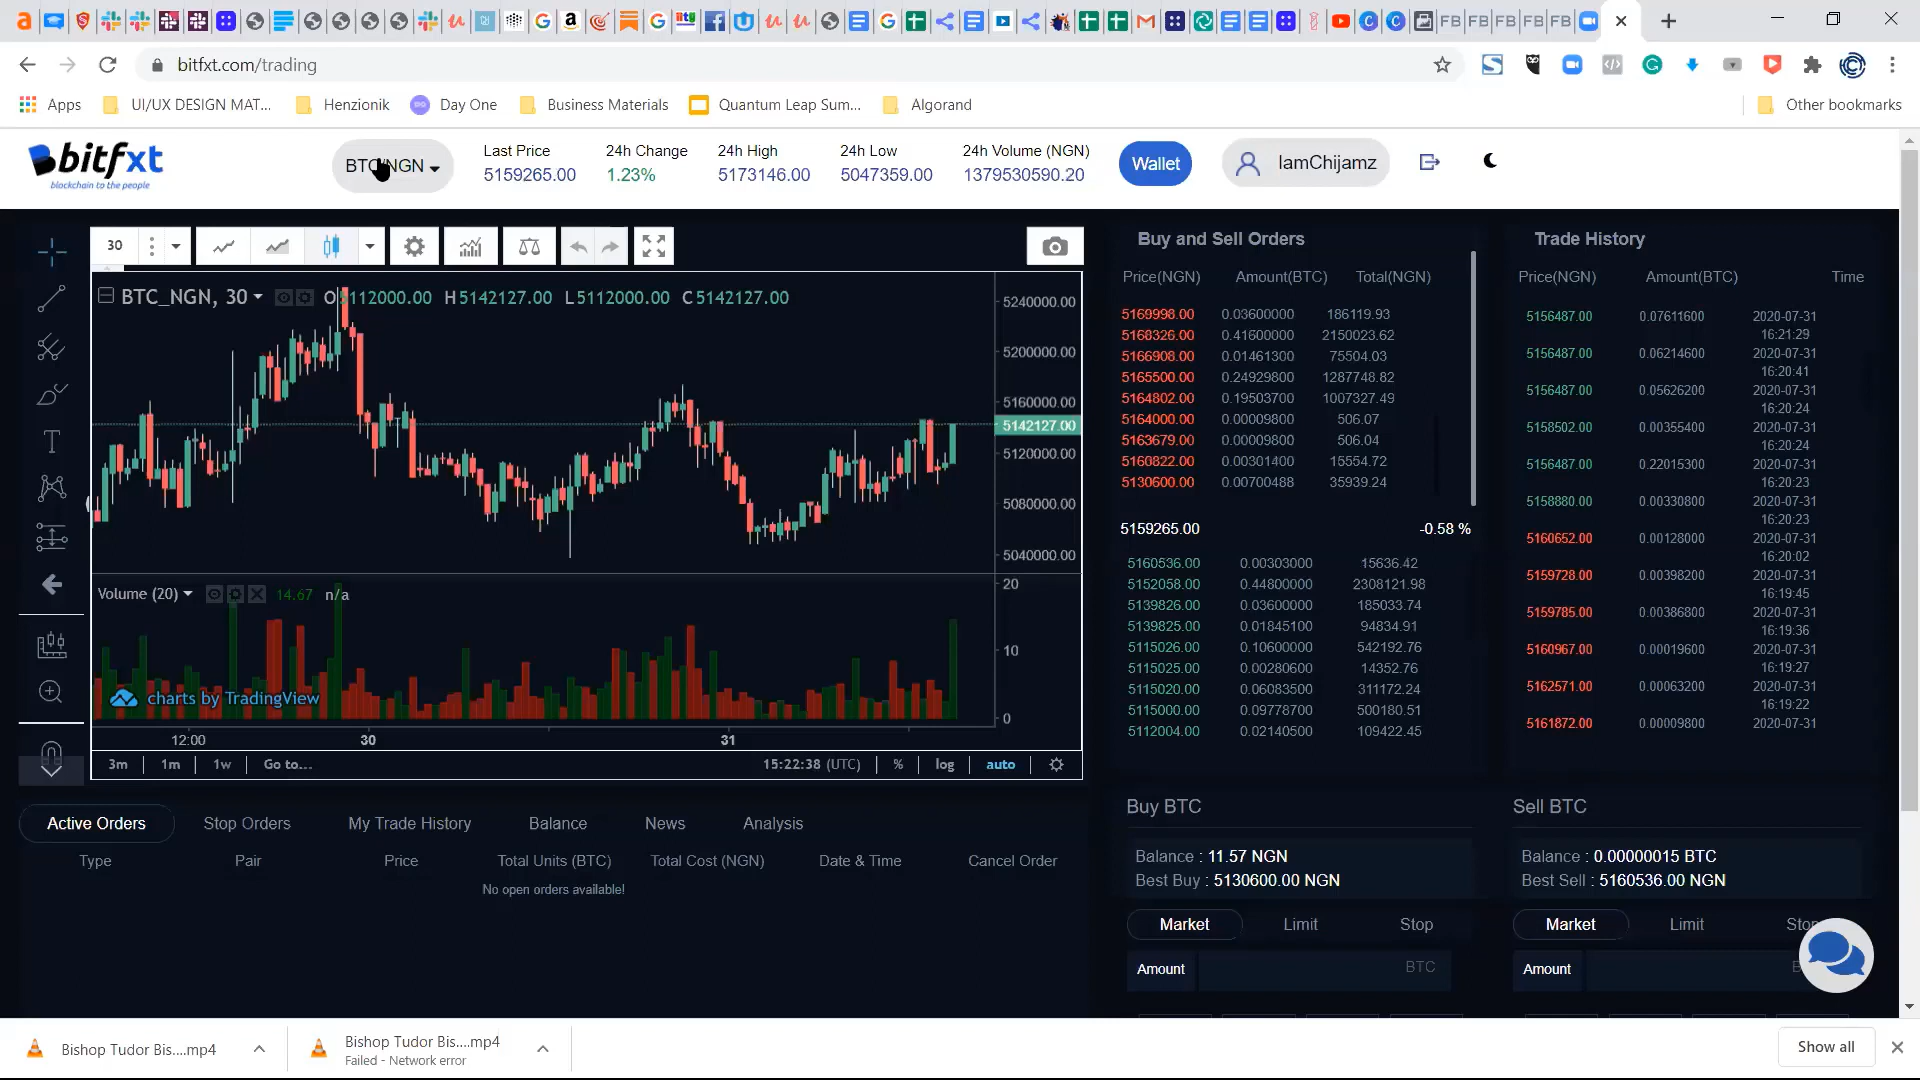 FB FB FB FB FB
bitfxt.com/trading
Apps UI/UX DESIGN MAT... Henzionik Day One Business Materials Quantum Leap Sum... Algorand Other bookmarks
bitfxt
blockchain to the people
BTC/NGN
Last Price 24h Change 24h High 24h Low 24h Volume (NGN)
5159265.00 1.23% 5173146.00 5047359.00 1379530590.20
Wallet
IamChijamz
30
BTC_NGN, 30 O5112000.00 H5142127.00 L5112000.00 C5142127.00
5240000.00
5200000.00
5160000.00
5142127.00
5120000.00
5080000.00
5040000.00
Volume (20) 14.67 n/a
20
10
0
charts by TradingView
12:00 30 31
3m 1m 1w Go to... 15:22:38 (UTC) % log auto
Buy and Sell Orders
Price(NGN) Amount(BTC) Total(NGN)
5169998.00 0.03600000 186119.93
5168326.00 0.41600000 2150023.62
5166908.00 0.01461300 75504.03
5165500.00 0.24929800 1287748.82
5164802.00 0.19503700 1007327.49
5164000.00 0.00009800 506.07
5163679.00 0.00009800 506.04
5160822.00 0.00301400 15554.72
5130600.00 0.00700488 35939.24
5159265.00 -0.58 %
5160536.00 0.00303000 15636.42
5152058.00 0.44800000 2308121.98
5139826.00 0.03600000 185033.74
5139825.00 0.01845100 94834.91
5115026.00 0.10600000 542192.76
5115025.00 0.00280600 14352.76
5115020.00 0.06083500 311172.24
5115000.00 0.09778700 500180.51
5112004.00 0.02140500 109422.45
Trade History
Price(NGN) Amount(BTC) Time
5156487.00 0.07611600 2020-07-31
16:21:29
5156487.00 0.06214600 2020-07-31
16:20:41
5156487.00 0.05626200 2020-07-31
16:20:24
5158502.00 0.00355400 2020-07-31
16:20:24
5156487.00 0.22015300 2020-07-31
16:20:23
5158880.00 0.00330800 2020-07-31
16:20:23
5160652.00 0.00128000 2020-07-31
16:20:02
5159728.00 0.00398200 2020-07-31
16:19:45
5159785.00 0.00386800 2020-07-31
16:19:36
5160967.00 0.00019600 2020-07-31
16:19:27
5162571.00 0.00063200 2020-07-31
16:19:22
5161872.00 0.00009800 2020-07-31
Active Orders Stop Orders My Trade History Balance News Analysis
Type Pair Price Total Units (BTC) Total Cost (NGN) Date & Time Cancel Order
No open orders available!
Buy BTC
Balance : 11.57 NGN
Best Buy : 5130600.00 NGN
Market Limit Stop
Amount BTC
Sell BTC
Balance : 0.00000015 BTC
Best Sell : 5160536.00 NGN
Market Limit Stop
Amount
Bishop Tudor Bis....mp4
Bishop Tudor Bis....mp4
Failed - Network error
Show all